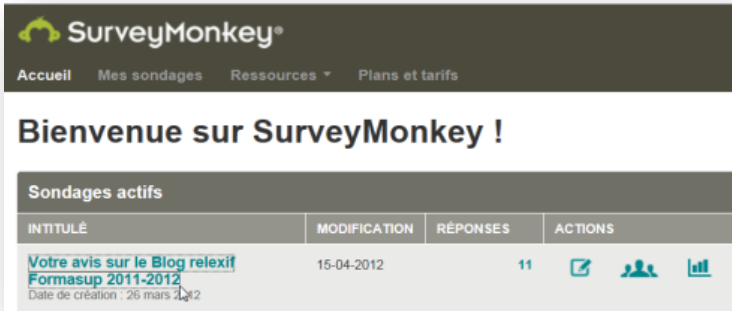 SurveyMonkey®
Accueil Mes sondages Ressources Plans et tarifs
Bienvenue sur SurveyMonkey !
Sondages actifs
INTITULÉ MODIFICATION RÉPONSES ACTIONS
Votre avis sur le Blog relexif 15-04-2012 11
Formasup 2011-2012
Date de création : 26 mars 2012